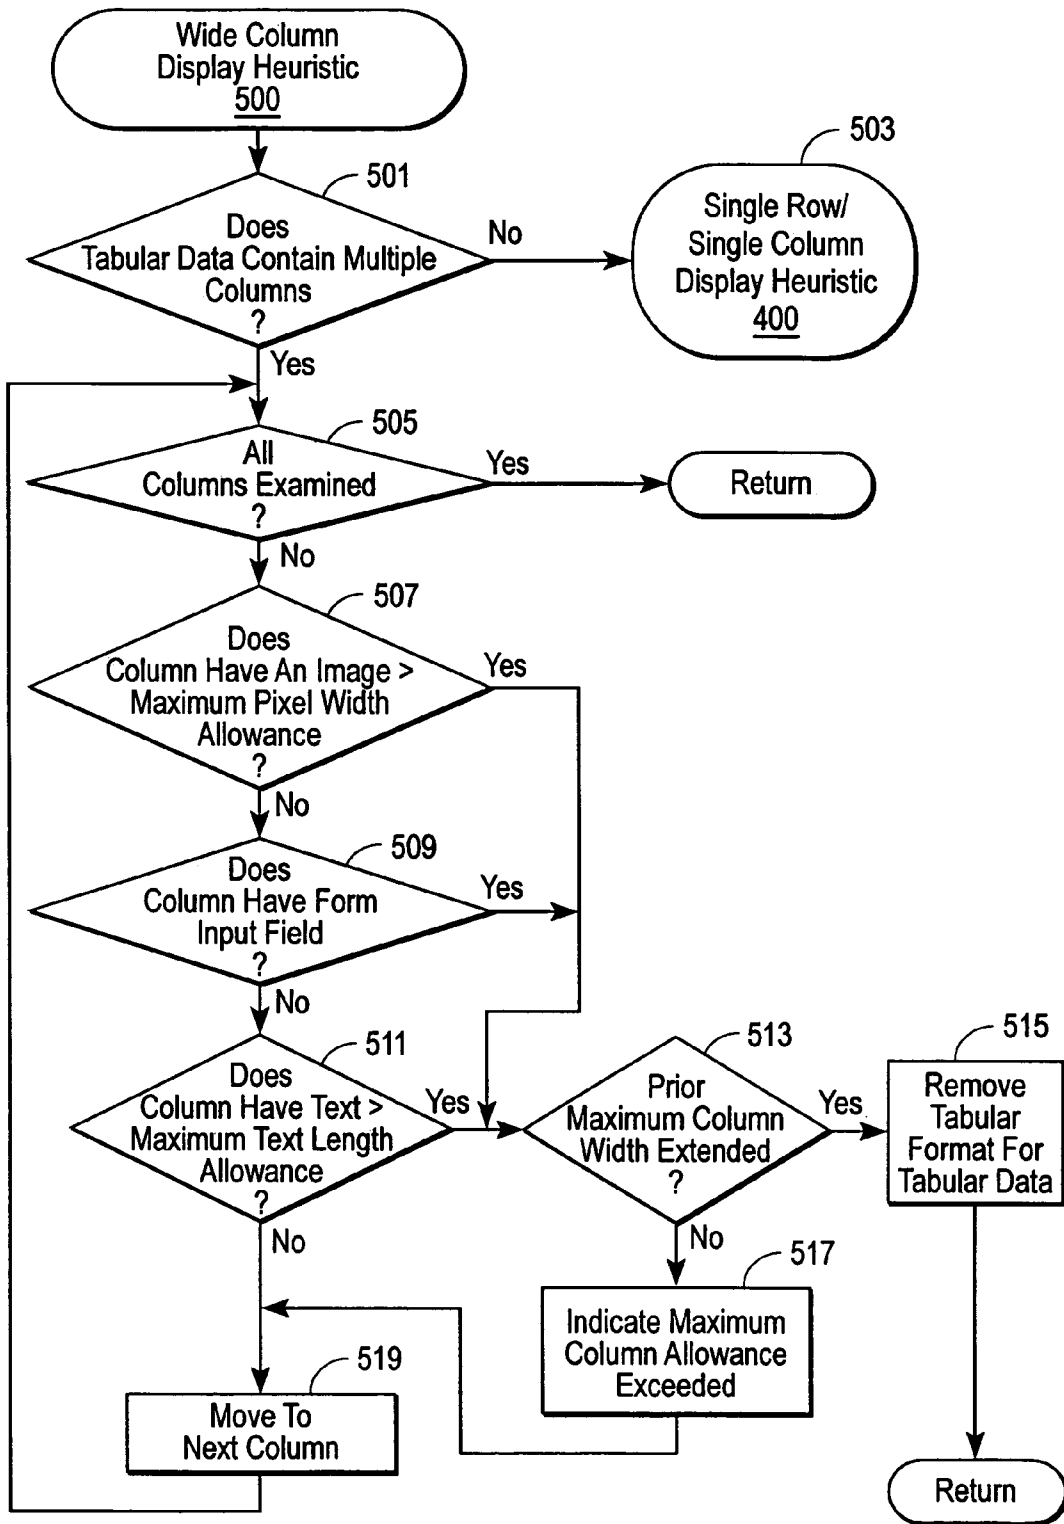 Wide Column
Display Heuristic
500
501
Does
Tabular Data Contain Multiple
Columns
?
No
503
Single Row/
Single Column
Display Heuristic
400
Yes
505
All
Columns Examined
?
Yes
Return
No
507
Does
Column Have An Image >
Maximum Pixel Width
Allowance
?
Yes
No
509
Does
Column Have Form
Input Field
?
Yes
No
511
Does
Column Have Text >
Maximum Text Length
Allowance
?
Yes
513
Prior
Maximum Column
Width Extended
?
Yes
515
Remove
Tabular
Format For
Tabular Data
No
No
517
Indicate Maximum
Column Allowance
Exceeded
519
Move To
Next Column
Return